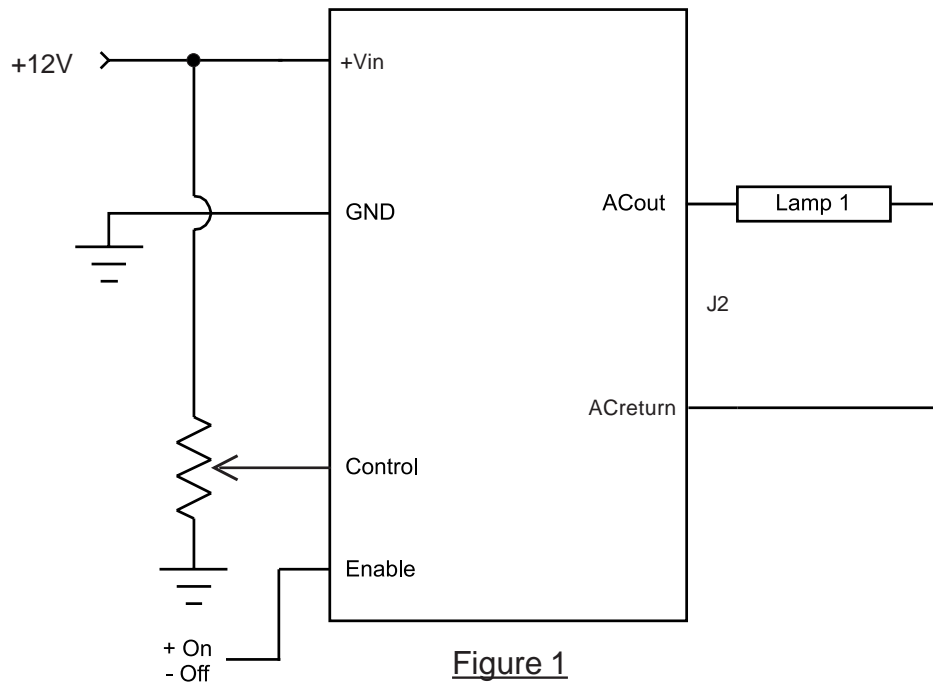 +12V
+Vin
GND
ACout
Lamp 1
J2
ACreturn
Control
Enable
+ On
- Off
Figure 1